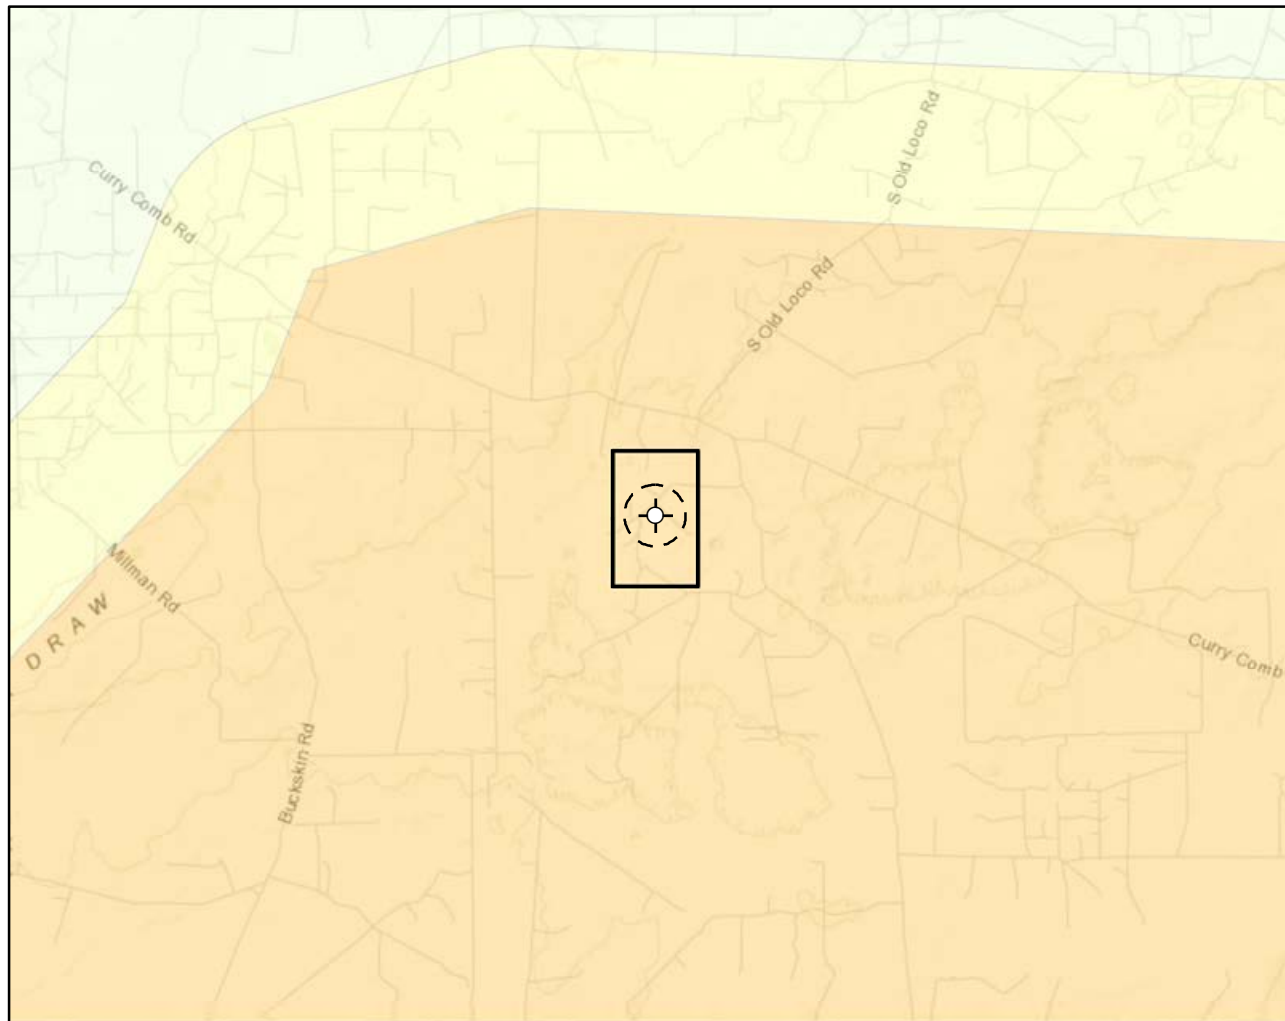 S Old Loco Rd
Curry Comb Rd
S Old Loco Rd
Millman Rd
DRAW
Curry Comb
Buckskin Rd